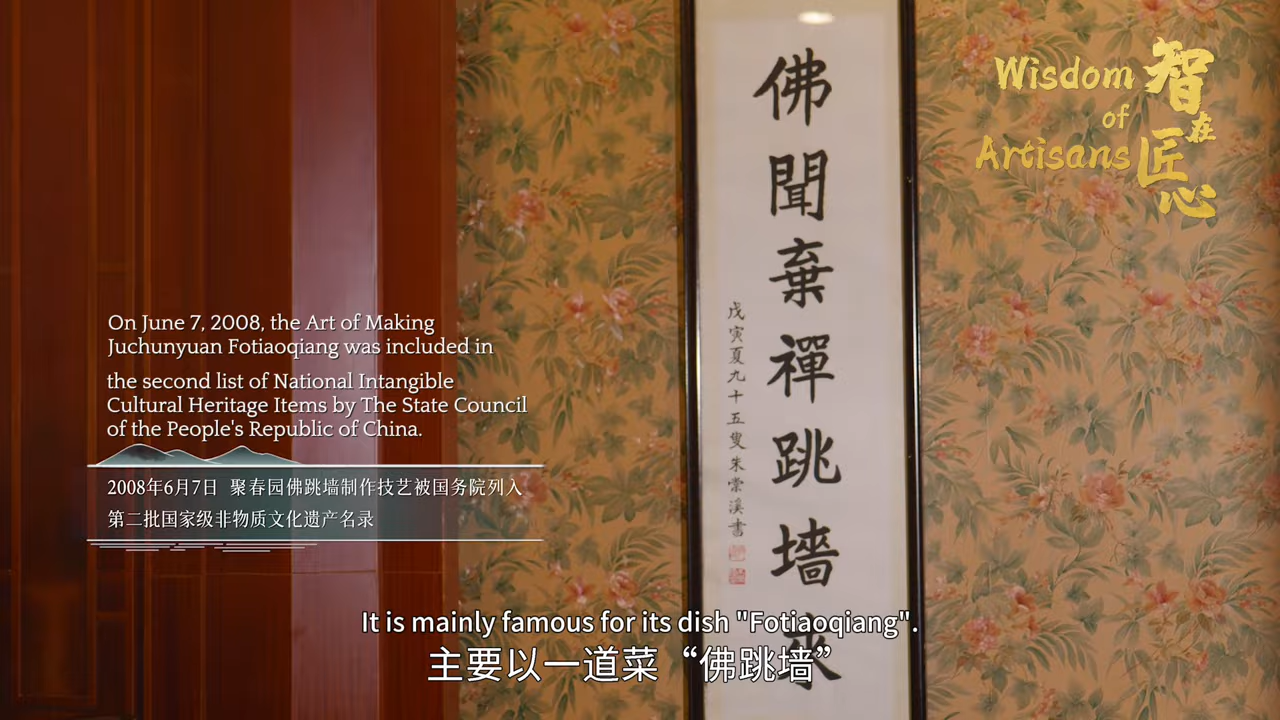 佛聞棄禪跳墻來
戊寅夏九十五叟朱棠溪書
Wisdom
of
Artisans
智在匠心
On June 7, 2008, the Art of Making
Juchunyuan Fotiaoqiang was included in
the second list of National Intangible
Cultural Heritage Items by The State Council
of the People's Republic of China.
2008年6月7日 聚春园佛跳墙制作技艺被国务院列入
第二批国家级非物质文化遗产名录
It is mainly famous for its dish "Fotiaoqiang".
主要以一道菜“佛跳墙”